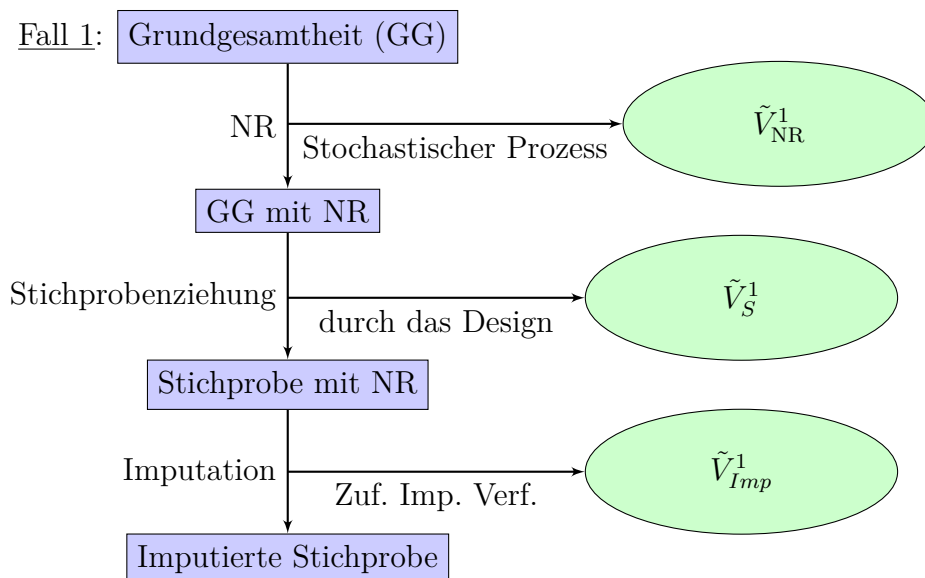 Fall 1: Grundgesamtheit (GG)
NR
Stochastischer Prozess
Ṽ¹_NR
GG mit NR
Stichprobenziehung
durch das Design
Ṽ¹_S
Stichprobe mit NR
Imputation
Zuf. Imp. Verf.
Ṽ¹_Imp
Imputierte Stichprobe